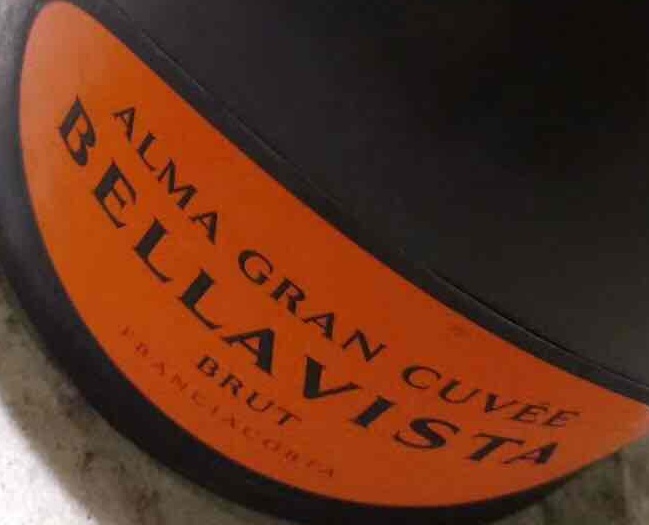 ALMA GRAN CUVÉE
BELLAVISTA
BRUT
FRANCIACORTA